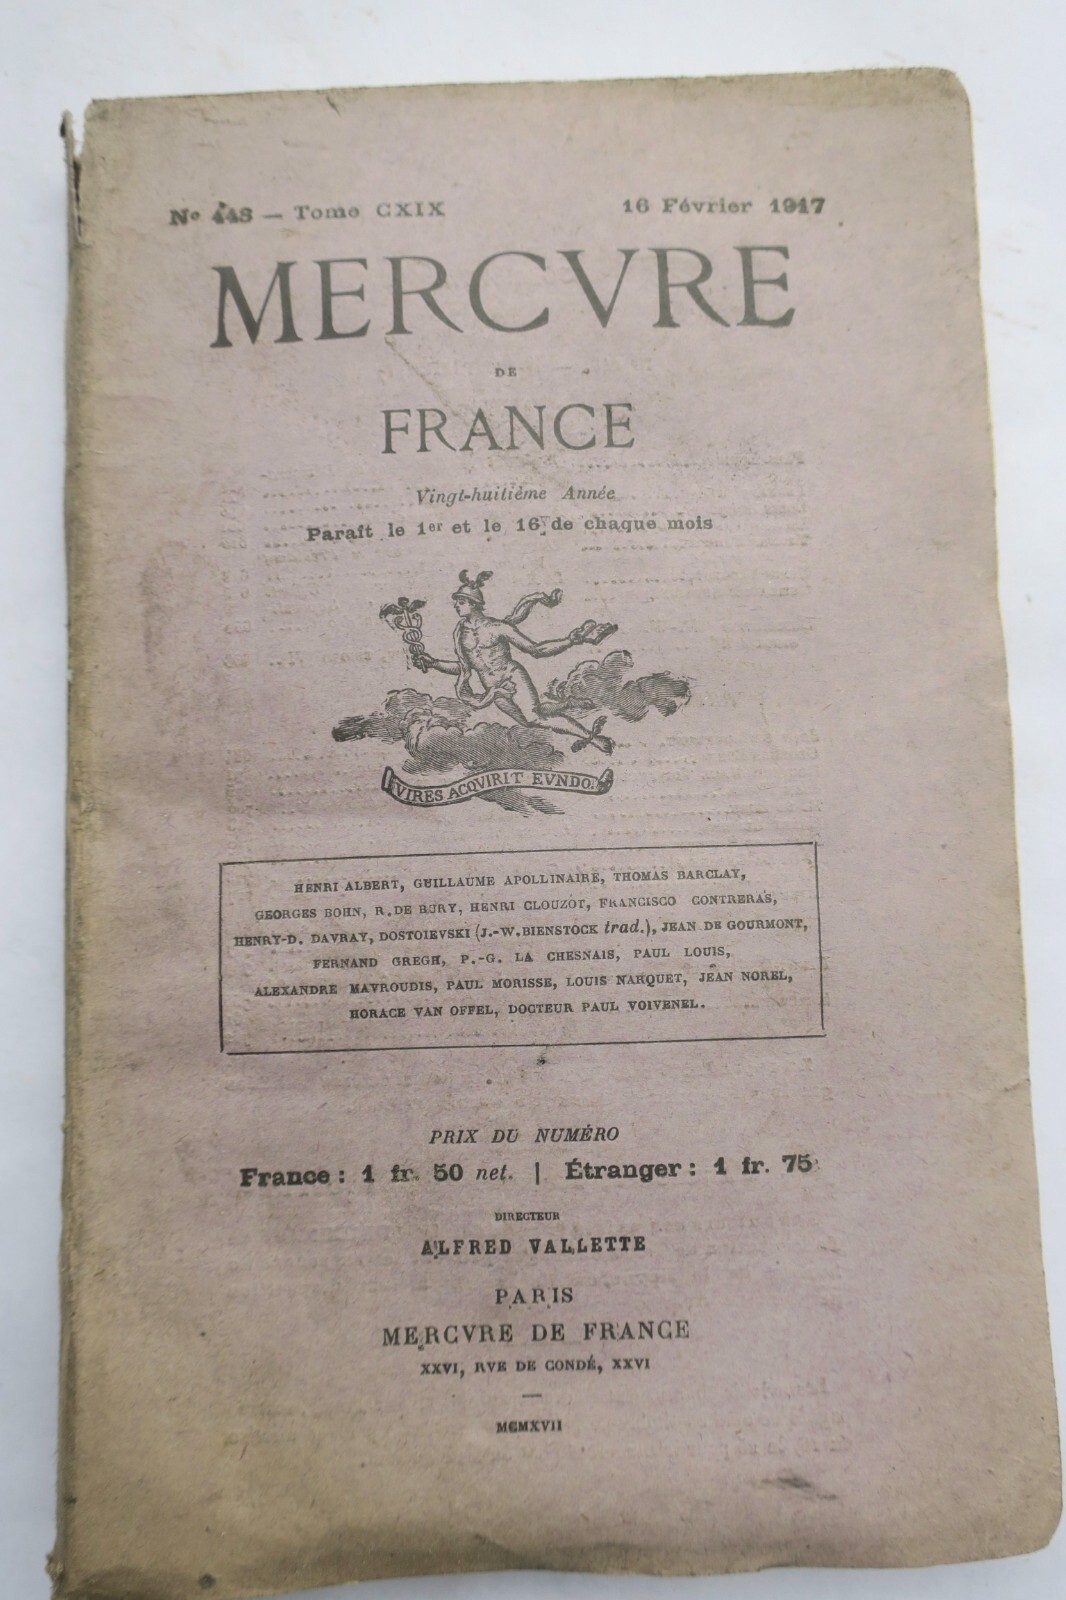 Nº 448 — Tome CXIX
16 Février 1917
MERCVRE
DE
FRANCE
Vingt-huitième Année
Paraît le 1er et le 16 de chaque mois
VIRES ACQVIRIT EVNDO.
HENRI ALBERT, GUILLAUME APOLLINAIRE, THOMAS BARCLAY,
GEORGES BOHN, R. DE BURY, HENRI CLOUZOT, FRANCISCO CONTRERAS,
HENRY-D. DAVRAY, DOSTOIEVSKI (J.-W. BIENSTOCK trad.), JEAN DE GOURMONT,
FERNAND GREGH, P.-G. LA CHESNAIS, PAUL LOUIS,
ALEXANDRE MAVROUDIS, PAUL MORISSE, LOUIS NARQUET, JEAN NOREL,
HORACE VAN OFFEL, DOCTEUR PAUL VOIVENEL.
PRIX DU NUMÉRO
France : 1 fr. 50 net. | Étranger : 1 fr. 75
DIRECTEUR
ALFRED VALLETTE
PARIS
MERCVRE DE FRANCE
XXVI, RVE DE CONDÉ, XXVI
MCMXVII